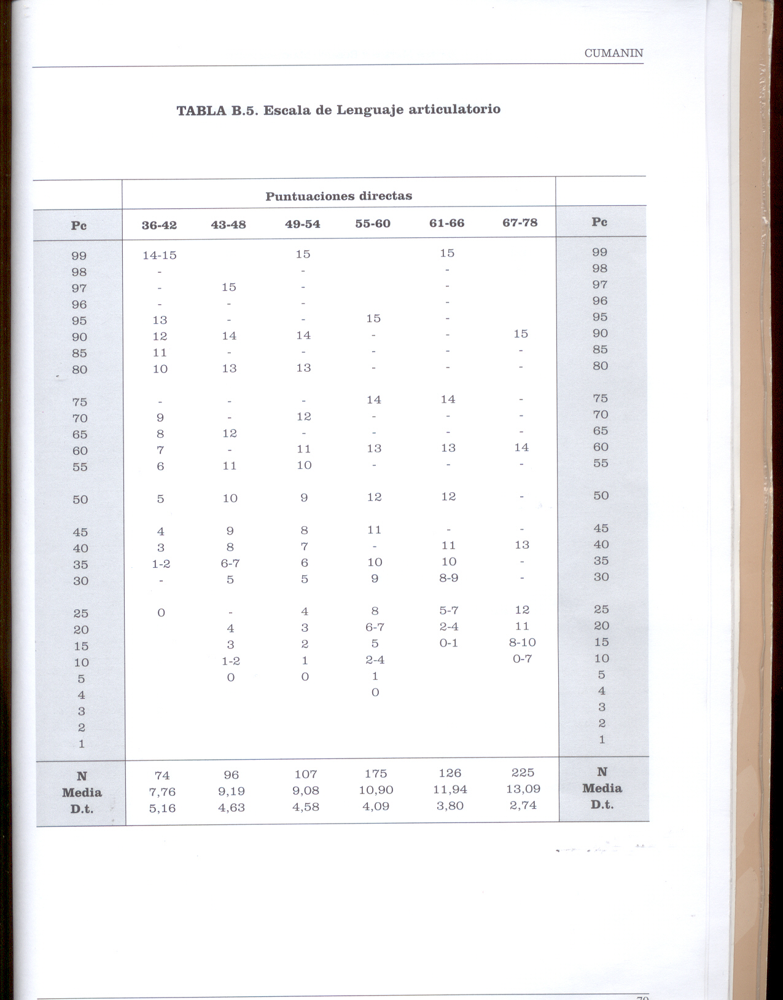 CUMANIN
TABLA B.5. Escala de Lenguaje articulatorio
Puntuaciones directas
Pc 36-42 43-48 49-54 55-60 61-66 67-78 Pc
99 14-15 15 15 99
98 - - - 98
97 - 15 - - 97
96 - - - - 96
95 13 - - 15 - 95
90 12 14 14 - - 15 90
85 11 - - - - - 85
80 10 13 13 - - - 80
75 - - - 14 14 - 75
70 9 - 12 - - - 70
65 8 12 - - - - 65
60 7 - 11 13 13 14 60
55 6 11 10 - - - 55
50 5 10 9 12 12 - 50
45 4 9 8 11 - - 45
40 3 8 7 - 11 13 40
35 1-2 6-7 6 10 10 - 35
30 - 5 5 9 8-9 - 30
25 0 - 4 8 5-7 12 25
20 4 3 6-7 2-4 11 20
15 3 2 5 0-1 8-10 15
10 1-2 1 2-4 0-7 10
5 0 0 1 5
4 0 4
3 3
2 2
1 1
N 74 96 107 175 126 225 N
Media 7,76 9,19 9,08 10,90 11,94 13,09 Media
D.t. 5,16 4,63 4,58 4,09 3,80 2,74 D.t.